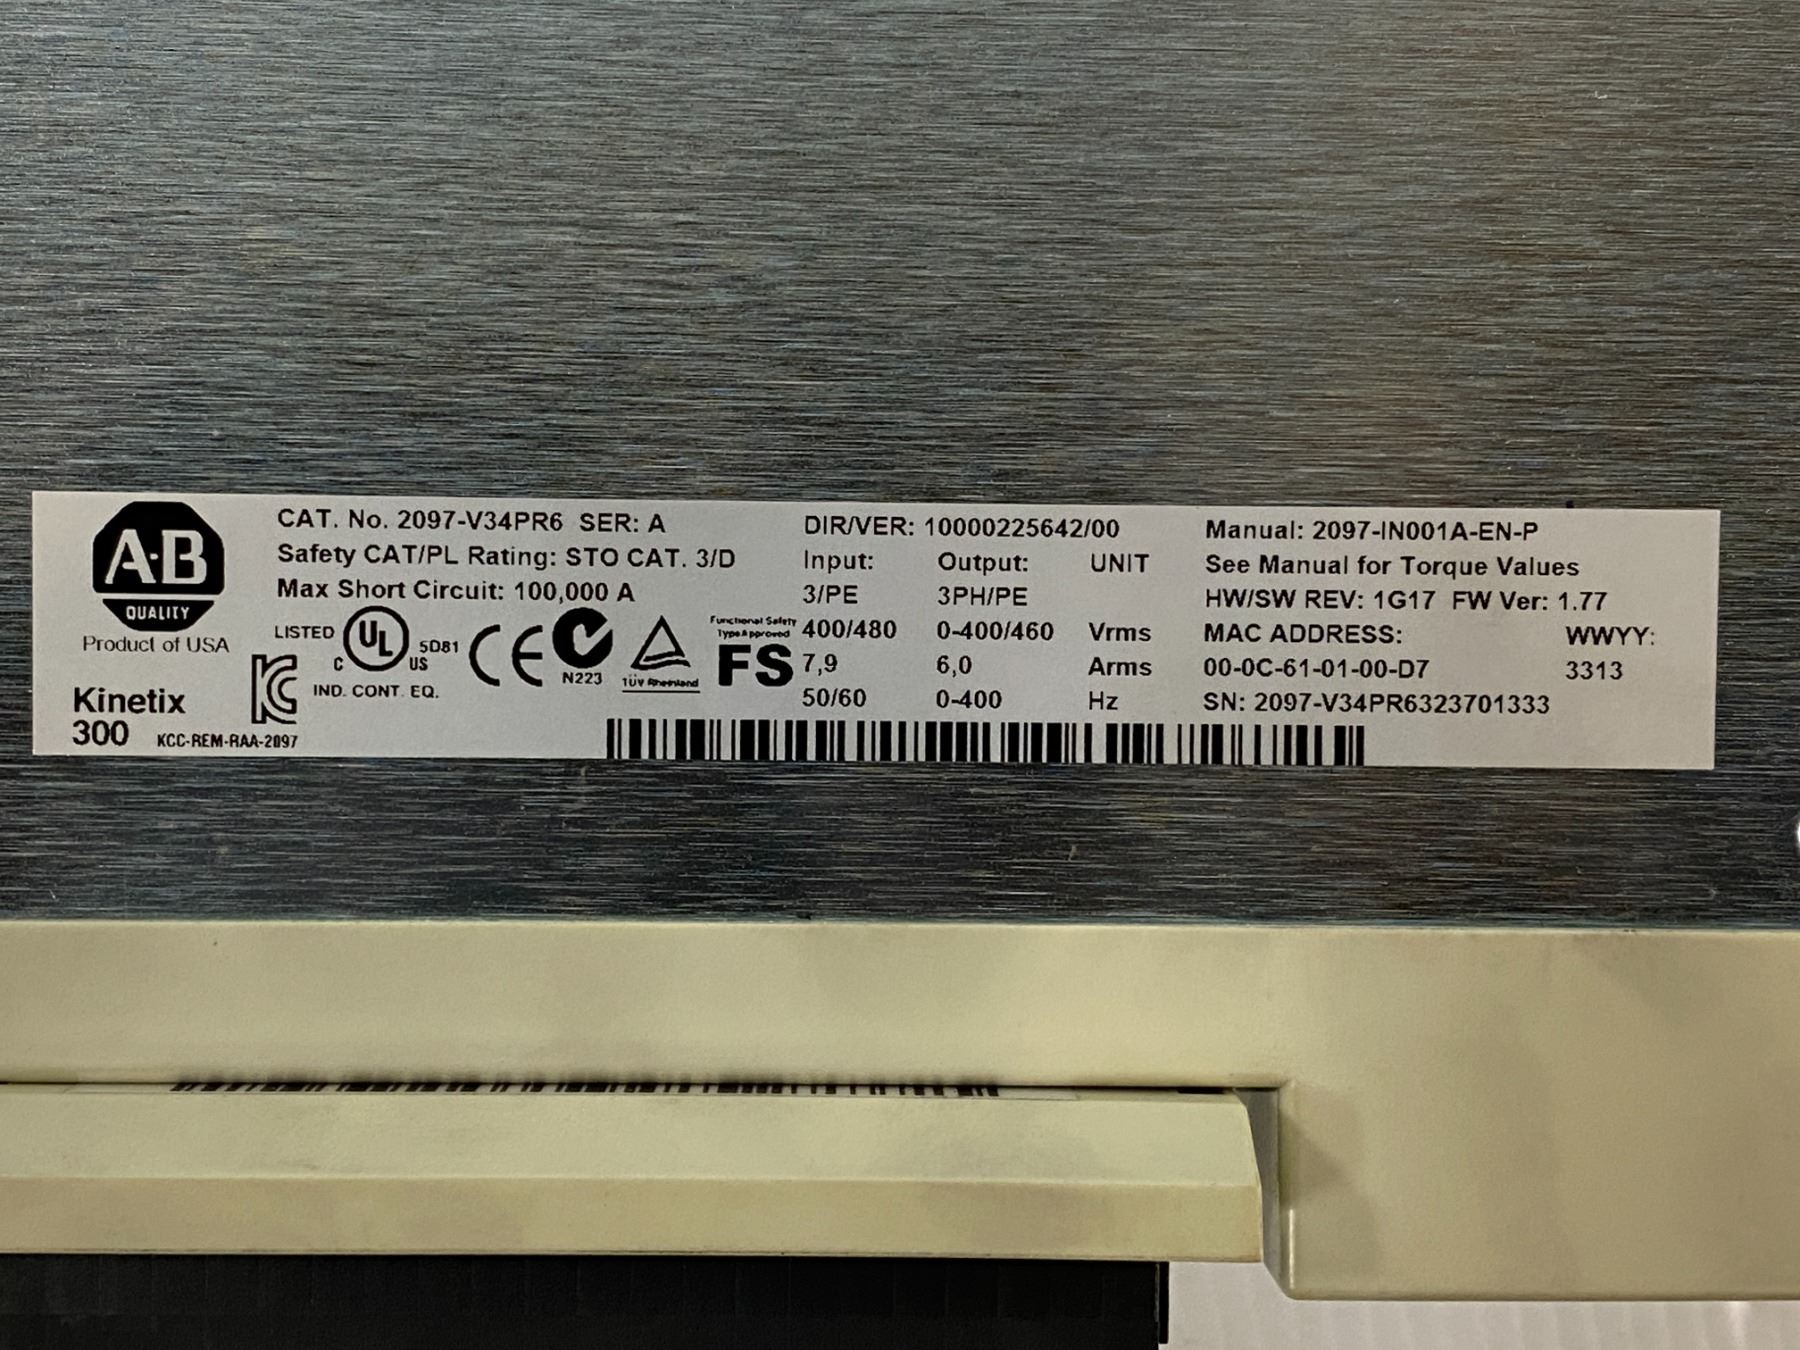 A·B
QUALITY
Product of USA
Kinetix
300
KCC-REM-RAA-2097
CAT. No. 2097-V34PR6 SER: A
Safety CAT/PL Rating: STO CAT. 3/D
Max Short Circuit: 100,000 A
LISTED
C UL US
5D81
IND. CONT. EQ.
CE
N223
TÜV Rheinland
Functional Safety
Type Approved
FS
DIR/VER: 10000225642/00
Input: Output: UNIT
3/PE 3PH/PE
400/480 0-400/460 Vrms
7,9 6,0 Arms
50/60 0-400 Hz
Manual: 2097-IN001A-EN-P
See Manual for Torque Values
HW/SW REV: 1G17 FW Ver: 1.77
MAC ADDRESS: WWYY:
00-0C-61-01-00-D7 3313
SN: 2097-V34PR6323701333